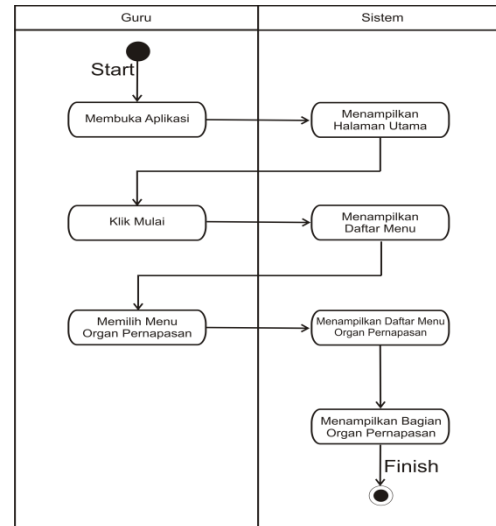 Guru
Sistem
Start
Membuka Aplikasi
Menampilkan
Halaman Utama
Klik Mulai
Menampilkan
Daftar Menu
Memilih Menu
Organ Pernapasan
Menampilkan Daftar Menu
Organ Pernapasan
Menampilkan Bagian
Organ Pernapasan
Finish